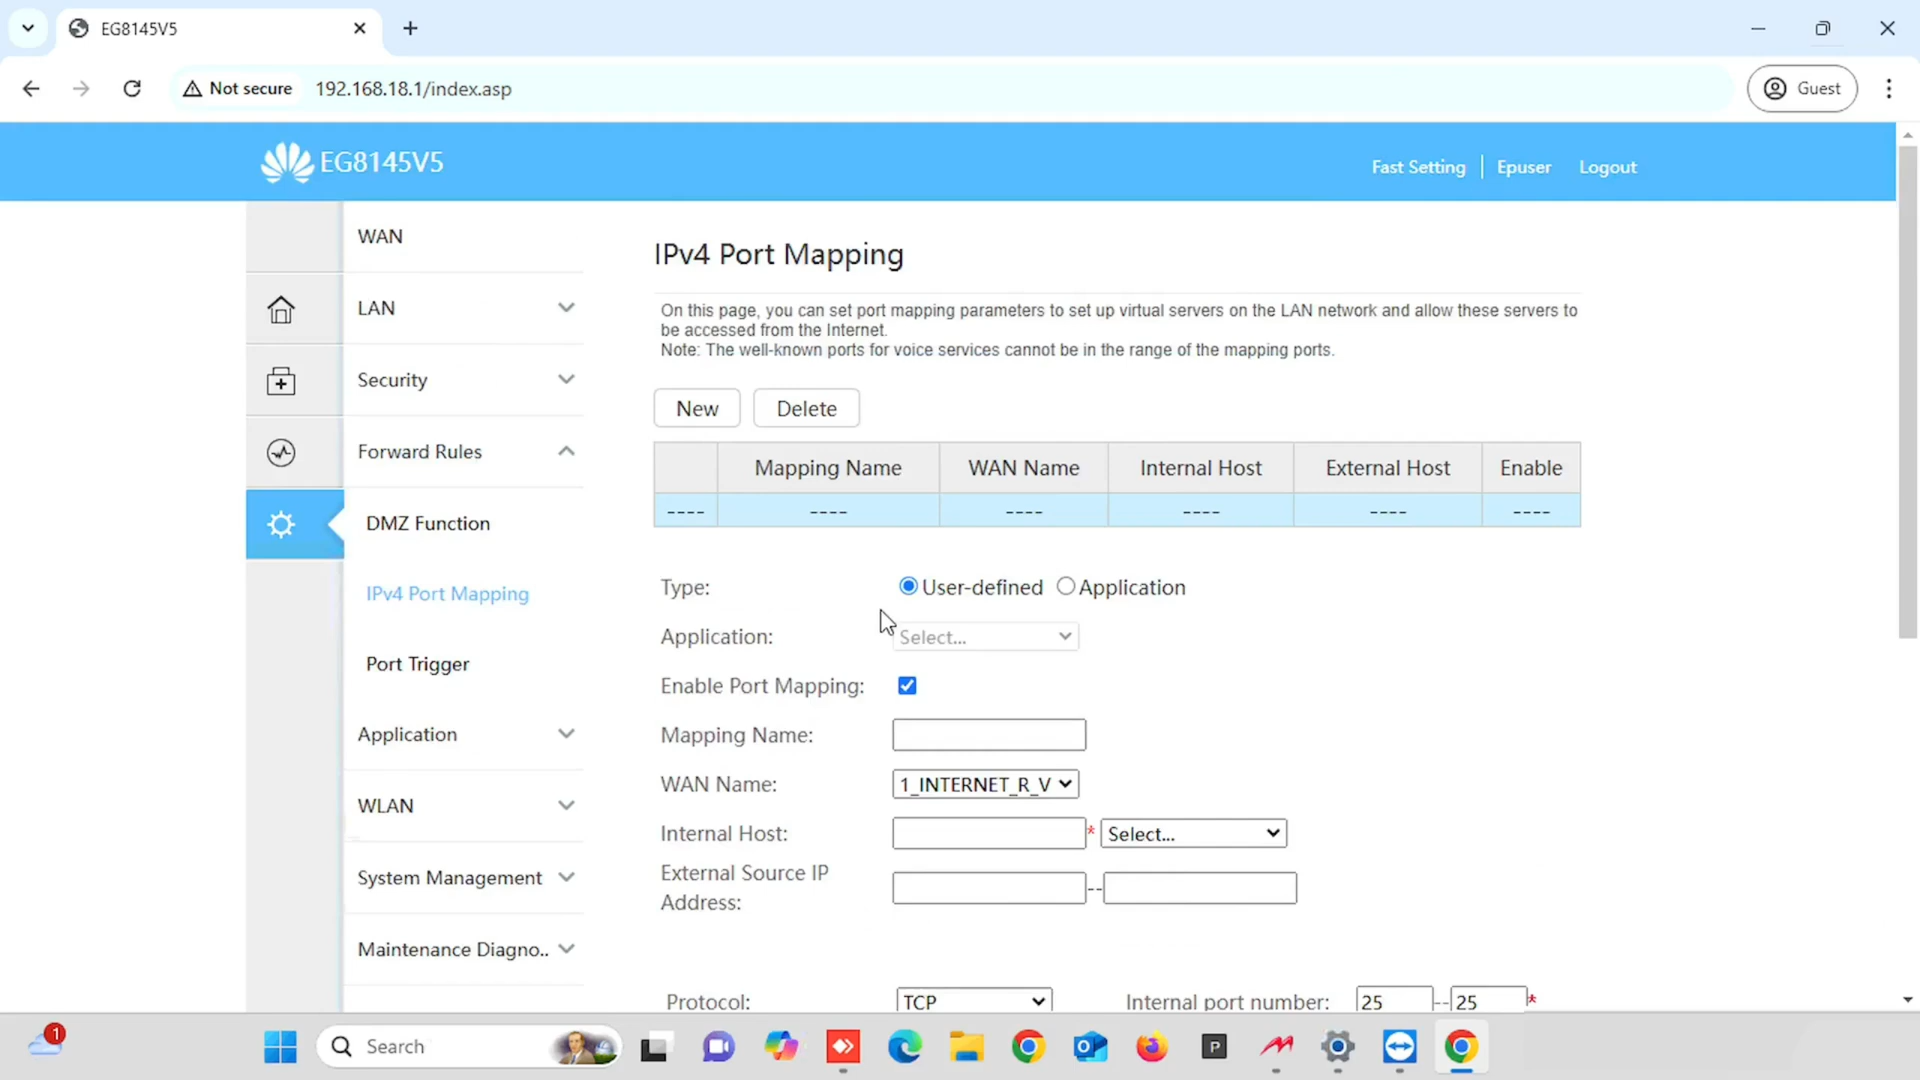 EG8145V5
Not secure
192.168.18.1/index.asp
Guest
EG8145V5
Fast Setting
Epuser
Logout
WAN
LAN
Security
Forward Rules
DMZ Function
IPv4 Port Mapping
Port Trigger
Application
WLAN
System Management
Maintenance Diagno..
IPv4 Port Mapping
On this page, you can set port mapping parameters to set up virtual servers on the LAN network and allow these servers to
be accessed from the Internet.
Note: The well-known ports for voice services cannot be in the range of the mapping ports.
New Delete
Mapping Name WAN Name Internal Host External Host Enable
---- ---- ---- ---- ---- ----
Type: User-defined Application
Application: Select...
Enable Port Mapping:
Mapping Name:
WAN Name: 1_INTERNET_R_V
Internal Host: * Select...
External Source IP
Address: --
Protocol: TCP Internal port number: 25 -- 25 *
1
Search
P